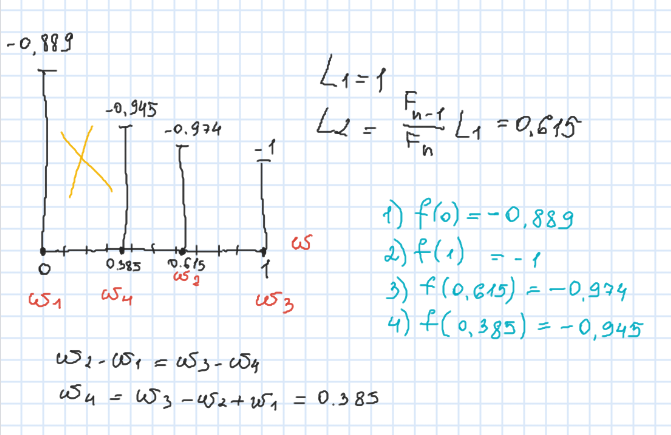 -0,889
-0,945
-0.974
-1
0
0.385
0.615
1
ω
ω₁
ω₄
ω₂
ω₃
L₁ = 1
L₂ = F_{n-1}/F_n L₁ = 0,615
1) f(0) = -0,889
2) f(1) = -1
3) f(0,615) = -0,974
4) f(0,385) = -0,945
ω₂ - ω₁ = ω₃ - ω₄
ω₄ = ω₃ - ω₂ + ω₁ = 0.385